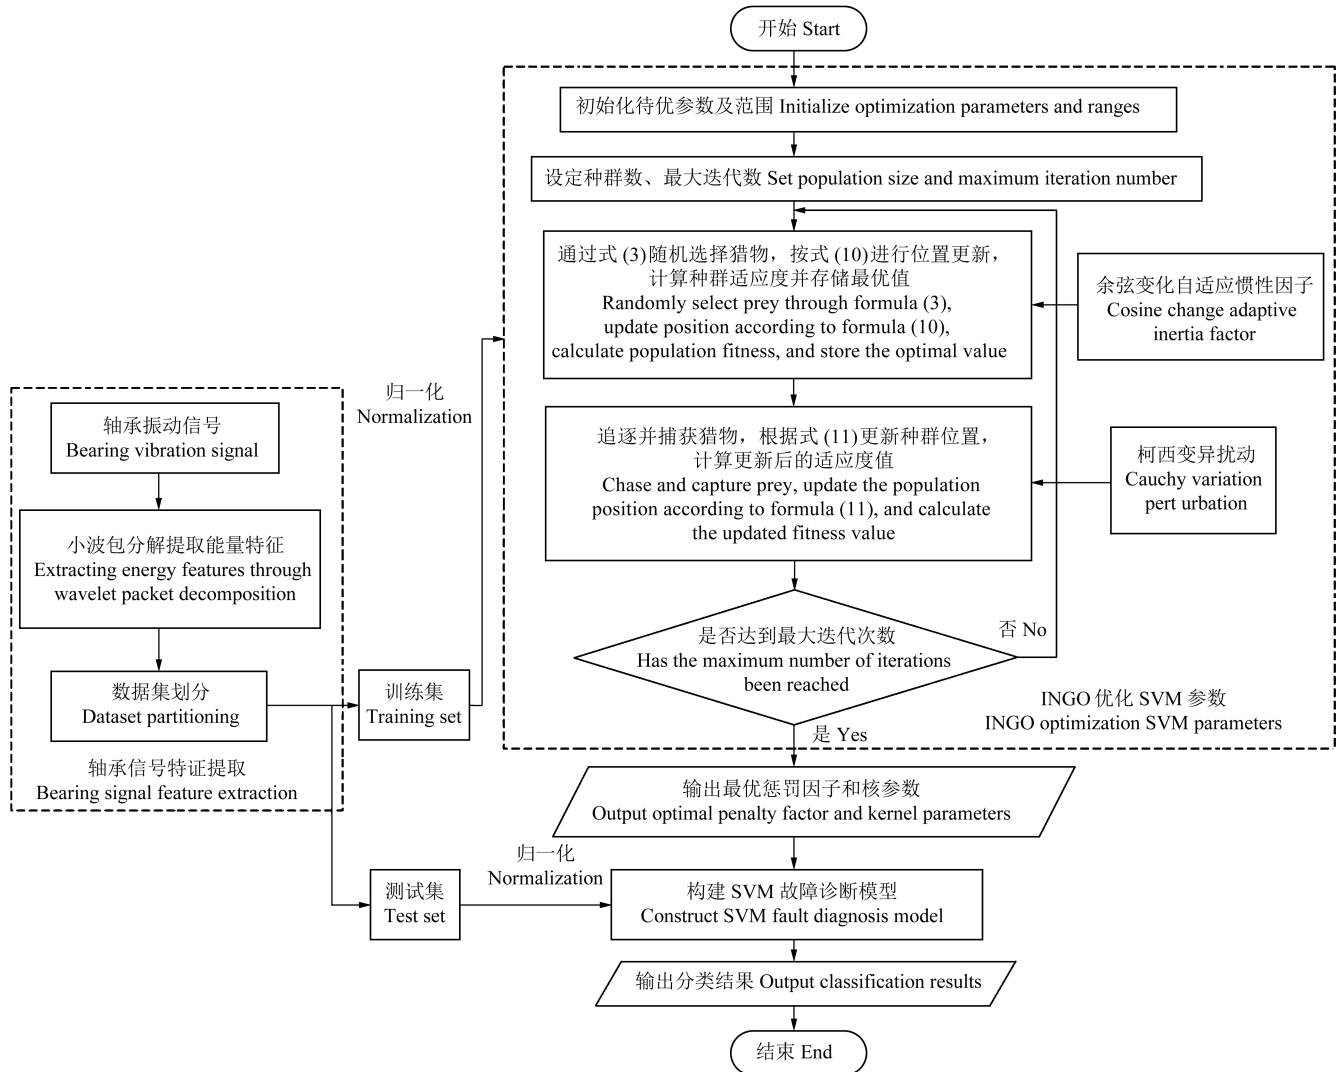 开始 Start
初始化待优参数及范围 Initialize optimization parameters and ranges
设定种群数、最大迭代数 Set population size and maximum iteration number
通过式 (3)随机选择猎物，按式 (10)进行位置更新，
计算种群适应度并存储最优值
Randomly select prey through formula (3),
update position according to formula (10),
calculate population fitness, and store the optimal value
余弦变化自适应惯性因子
Cosine change adaptive
inertia factor
追逐并捕获猎物，根据式 (11)更新种群位置，
计算更新后的适应度值
Chase and capture prey, update the population
position according to formula (11), and calculate
the updated fitness value
柯西变异扰动
Cauchy variation
pert urbation
是否达到最大迭代次数
Has the maximum number of iterations
been reached
否 No
是 Yes
INGO 优化 SVM 参数
INGO optimization SVM parameters
归一化
Normalization
轴承振动信号
Bearing vibration signal
小波包分解提取能量特征
Extracting energy features through
wavelet packet decomposition
数据集划分
Dataset partitioning
轴承信号特证提取
Bearing signal feature extraction
训练集
Training set
输出最优惩罚因子和核参数
Output optimal penalty factor and kernel parameters
测试集
Test set
归一化
Normalization
构建 SVM 故障诊断模型
Construct SVM fault diagnosis model
输出分类结果 Output classification results
结束 End